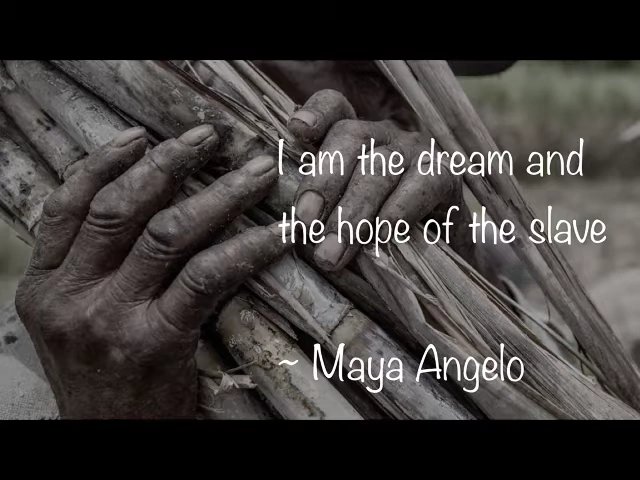 I am the dream and
the hope of the slave
~ Maya Angelo